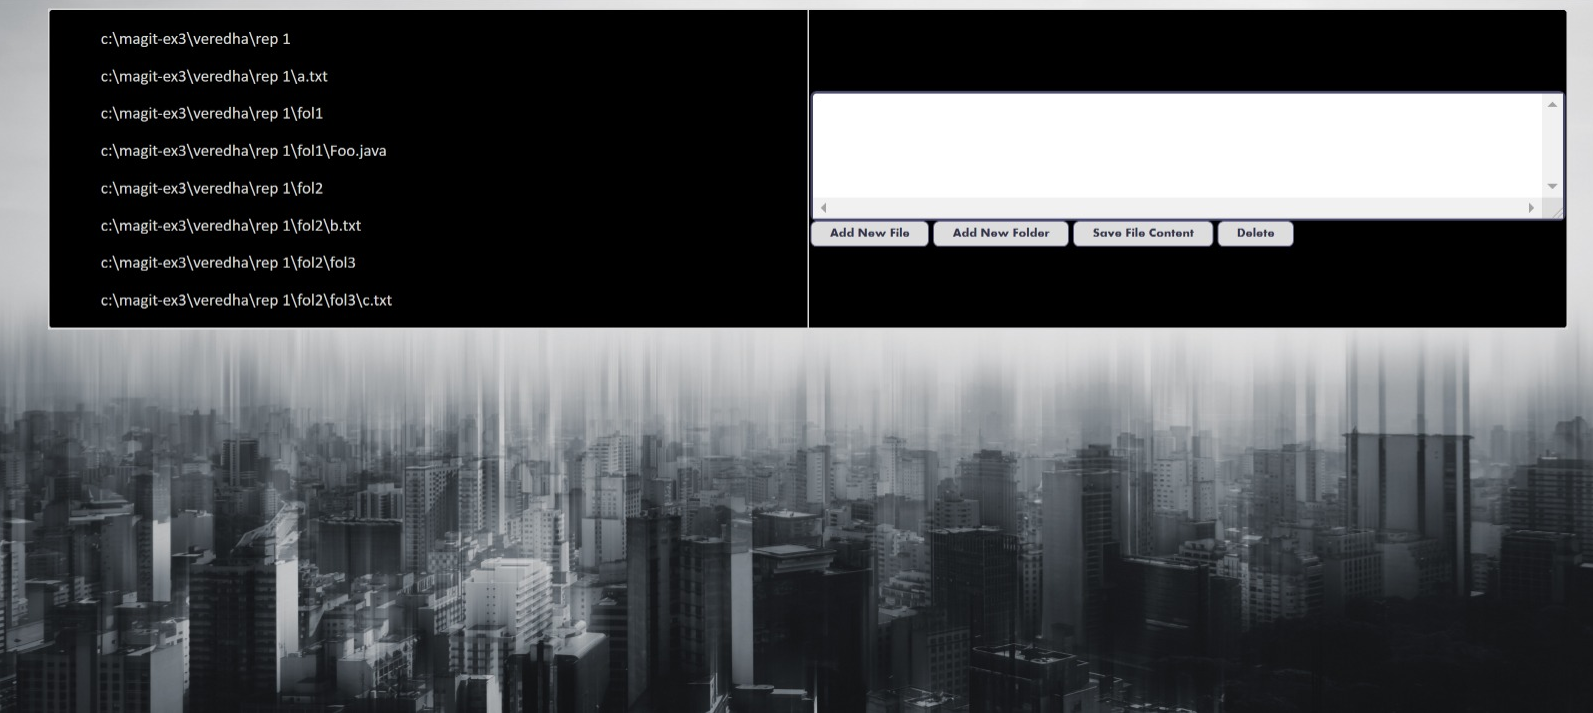 c:\magit-ex3\veredha\rep 1
c:\magit-ex3\veredha\rep 1\a.txt
c:\magit-ex3\veredha\rep 1\fol1
c:\magit-ex3\veredha\rep 1\fol1\Foo.java
c:\magit-ex3\veredha\rep 1\fol2
c:\magit-ex3\veredha\rep 1\fol2\b.txt
c:\magit-ex3\veredha\rep 1\fol2\fol3
c:\magit-ex3\veredha\rep 1\fol2\fol3\c.txt
Add New File Add New Folder Save File Content Delete